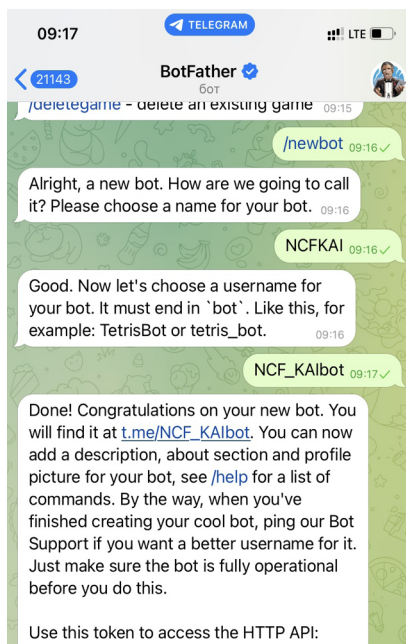 09:17
TELEGRAM
LTE
21143
BotFather
бот
/deletegame - delete an existing game 09:15
/newbot 09:16
Alright, a new bot. How are we going to call
it? Please choose a name for your bot. 09:16
NCFKAI 09:16
Good. Now let's choose a username for
your bot. It must end in `bot`. Like this, for
example: TetrisBot or tetris_bot. 09:16
NCF_KAIbot 09:17
Done! Congratulations on your new bot. You
will find it at t.me/NCF_KAIbot. You can now
add a description, about section and profile
picture for your bot, see /help for a list of
commands. By the way, when you've
finished creating your cool bot, ping our Bot
Support if you want a better username for it.
Just make sure the bot is fully operational
before you do this.
Use this token to access the HTTP API: